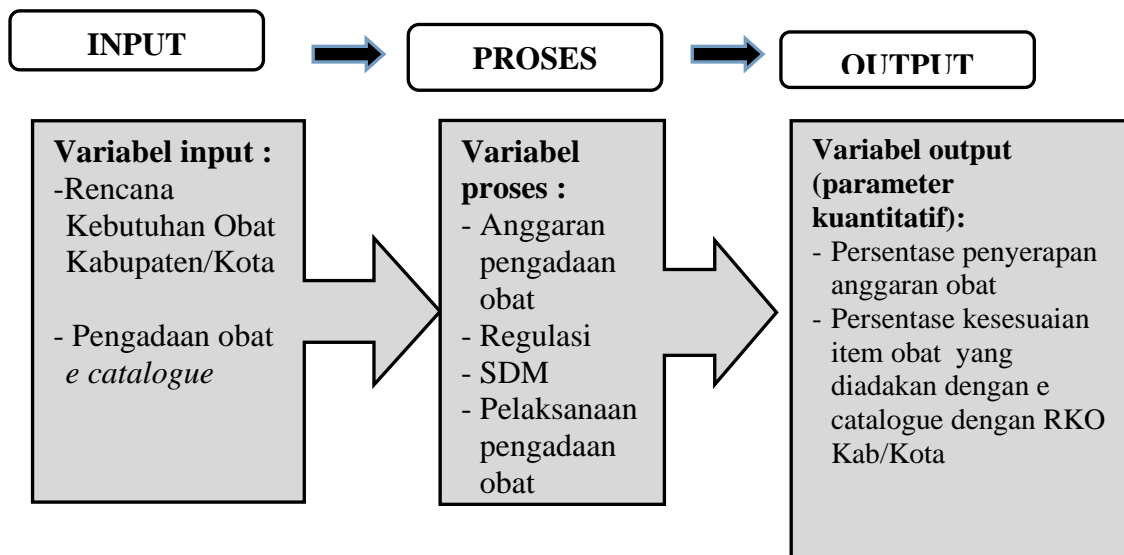 INPUT
PROSES
OUTPUT
Variabel input :
-Rencana
Kebutuhan Obat
Kabupaten/Kota
- Pengadaan obat
e catalogue
Variabel
proses :
- Anggaran
pengadaan
obat
- Regulasi
- SDM
- Pelaksanaan
pengadaan
obat
Variabel output
(parameter
kuantitatif):
- Persentase penyerapan
anggaran obat
- Persentase kesesuaian
item obat yang
diadakan dengan e
catalogue dengan RKO
Kab/Kota